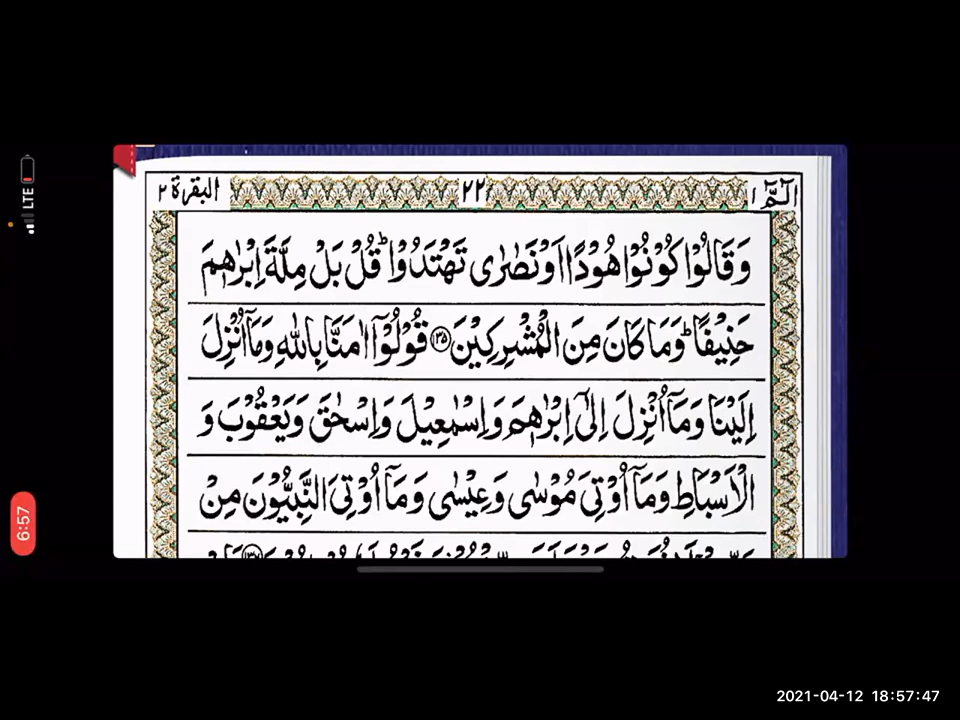 الٓمّٓ ١ ٢٢ البقرة ٢
وَقَالُوْا كُوْنُوْا هُوْدًا اَوْ نَصٰرٰى تَهْتَدُوْاؕ قُلْ بَلْ مِلَّةَ اِبْرٰهٖمَ
حَنِيْفًاؕ وَمَا كَانَ مِنَ الْمُشْرِكِيْنَ ﴿۱۳۵﴾ قُوْلُوْۤا اٰمَنَّا بِاللّٰهِ وَمَاۤ اُنْزِلَ
اِلَيْنَا وَمَاۤ اُنْزِلَ اِلٰٓى اِبْرٰهٖمَ وَاِسْمٰعِيْلَ وَاِسْحٰقَ وَيَعْقُوْبَ وَ
الْاَسْبَاطِ وَمَاۤ اُوْتِىَ مُوْسٰى وَعِيْسٰى وَمَاۤ اُوْتِىَ النَّبِيُّوْنَ مِنْ
LTE
6:57
2021-04-12 18:57:47